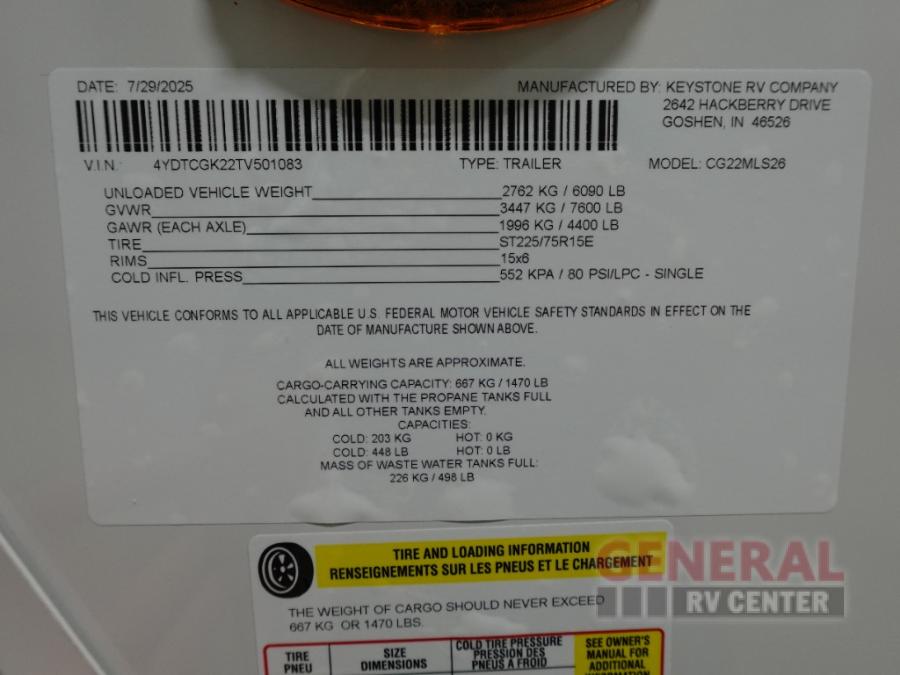 DATE: 7/29/2025 MANUFACTURED BY: KEYSTONE RV COMPANY
2642 HACKBERRY DRIVE
GOSHEN, IN 46526
V.I.N.: 4YDTCGK22TV501083 TYPE: TRAILER MODEL: CG22MLS26
UNLOADED VEHICLE WEIGHT 2762 KG / 6090 LB
GVWR 3447 KG / 7600 LB
GAWR (EACH AXLE) 1996 KG / 4400 LB
TIRE ST225/75R15E
RIMS 15x6
COLD INFL. PRESS 552 KPA / 80 PSI/LPC - SINGLE
THIS VEHICLE CONFORMS TO ALL APPLICABLE U.S. FEDERAL MOTOR VEHICLE SAFETY STANDARDS IN EFFECT ON THE
DATE OF MANUFACTURE SHOWN ABOVE.
ALL WEIGHTS ARE APPROXIMATE.
CARGO-CARRYING CAPACITY: 667 KG / 1470 LB
CALCULATED WITH THE PROPANE TANKS FULL
AND ALL OTHER TANKS EMPTY.
CAPACITIES:
COLD: 203 KG HOT: 0 KG
COLD: 448 LB HOT: 0 LB
MASS OF WASTE WATER TANKS FULL:
226 KG / 498 LB
TIRE AND LOADING INFORMATION
RENSEIGNEMENTS SUR LES PNEUS ET LE CHARGEMENT
THE WEIGHT OF CARGO SHOULD NEVER EXCEED
667 KG OR 1470 LBS.
TIRE
PNEU
SIZE
DIMENSIONS
COLD TIRE PRESSURE
PRESSION DES
PNEUS A FROID
SEE OWNER'S
MANUAL FOR
ADDITIONAL
GENERAL
RV CENTER